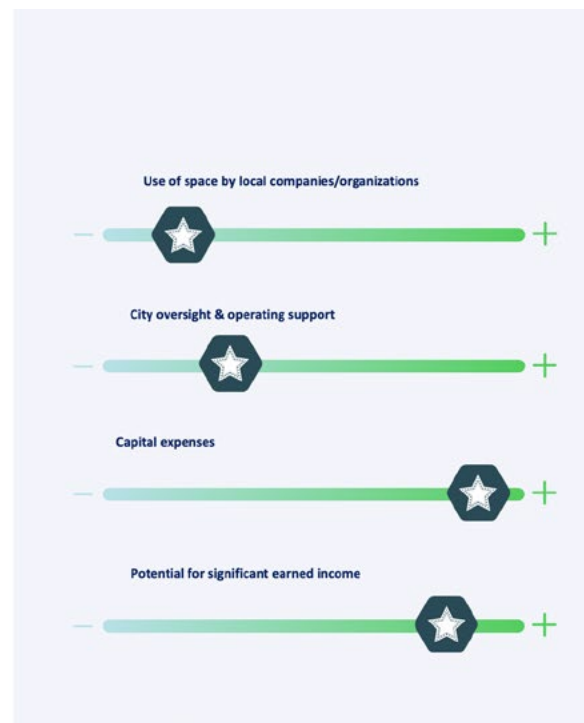 Use of space by local companies/organizations
City oversight & operating support
Capital expenses
Potential for significant earned income